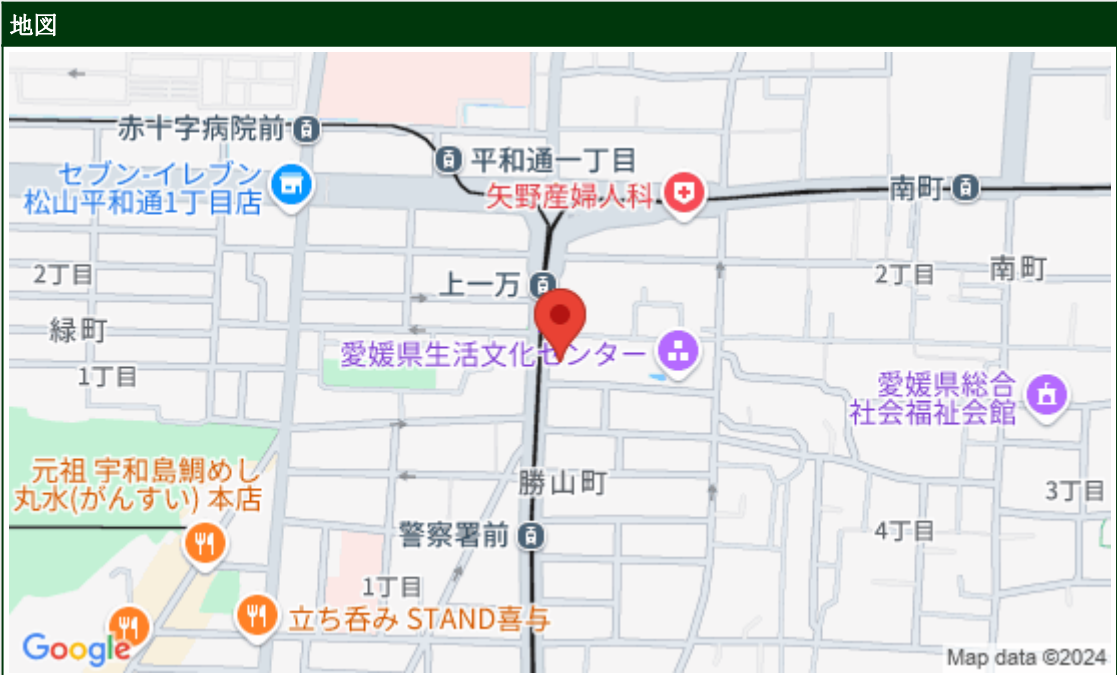 地図
赤十字病院前
平和通一丁目
セブン-イレブン
松山平和通1丁目店
矢野産婦人科
南町
2丁目
上一万
2丁目
南町
緑町
愛媛県生活文化センター
1丁目
愛媛県総合
社会福祉会館
元祖 宇和島鯛めし
丸水(がんすい) 本店
勝山町
3丁目
警察署前
4丁目
1丁目
立ち呑み STAND喜与
Google
Map data ©2024